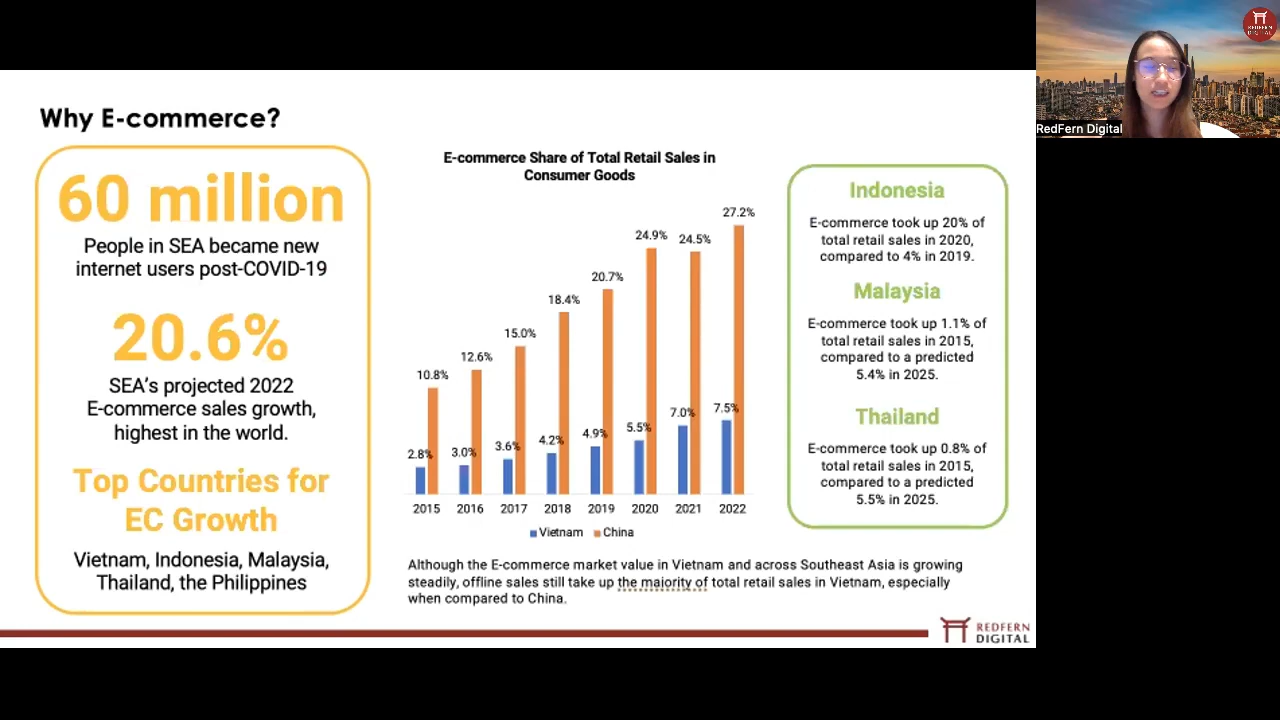 Why E-commerce?
60 million
People in SEA became new
internet users post-COVID-19
20.6%
SEA's projected 2022
E-commerce sales growth,
highest in the world.
Top Countries for
EC Growth
Vietnam, Indonesia, Malaysia,
Thailand, the Philippines
E-commerce Share of Total Retail Sales in
Consumer Goods
2.8% 10.8%
3.0% 12.6%
3.6% 15.0%
4.2% 18.4%
4.9% 20.7%
5.5% 24.9%
7.0% 24.5%
7.5% 27.2%
2015 2016 2017 2018 2019 2020 2021 2022
Vietnam China
Although the E-commerce market value in Vietnam and across Southeast Asia is growing
steadily, offline sales still take up the majority of total retail sales in Vietnam, especially
when compared to China.
Indonesia
E-commerce took up 20% of
total retail sales in 2020,
compared to 4% in 2019.
Malaysia
E-commerce took up 1.1% of
total retail sales in 2015,
compared to a predicted
5.4% in 2025.
Thailand
E-commerce took up 0.8% of
total retail sales in 2015,
compared to a predicted
5.5% in 2025.
REDFERN
DIGITAL
REDFERN
DIGITAL
RedFern Digital